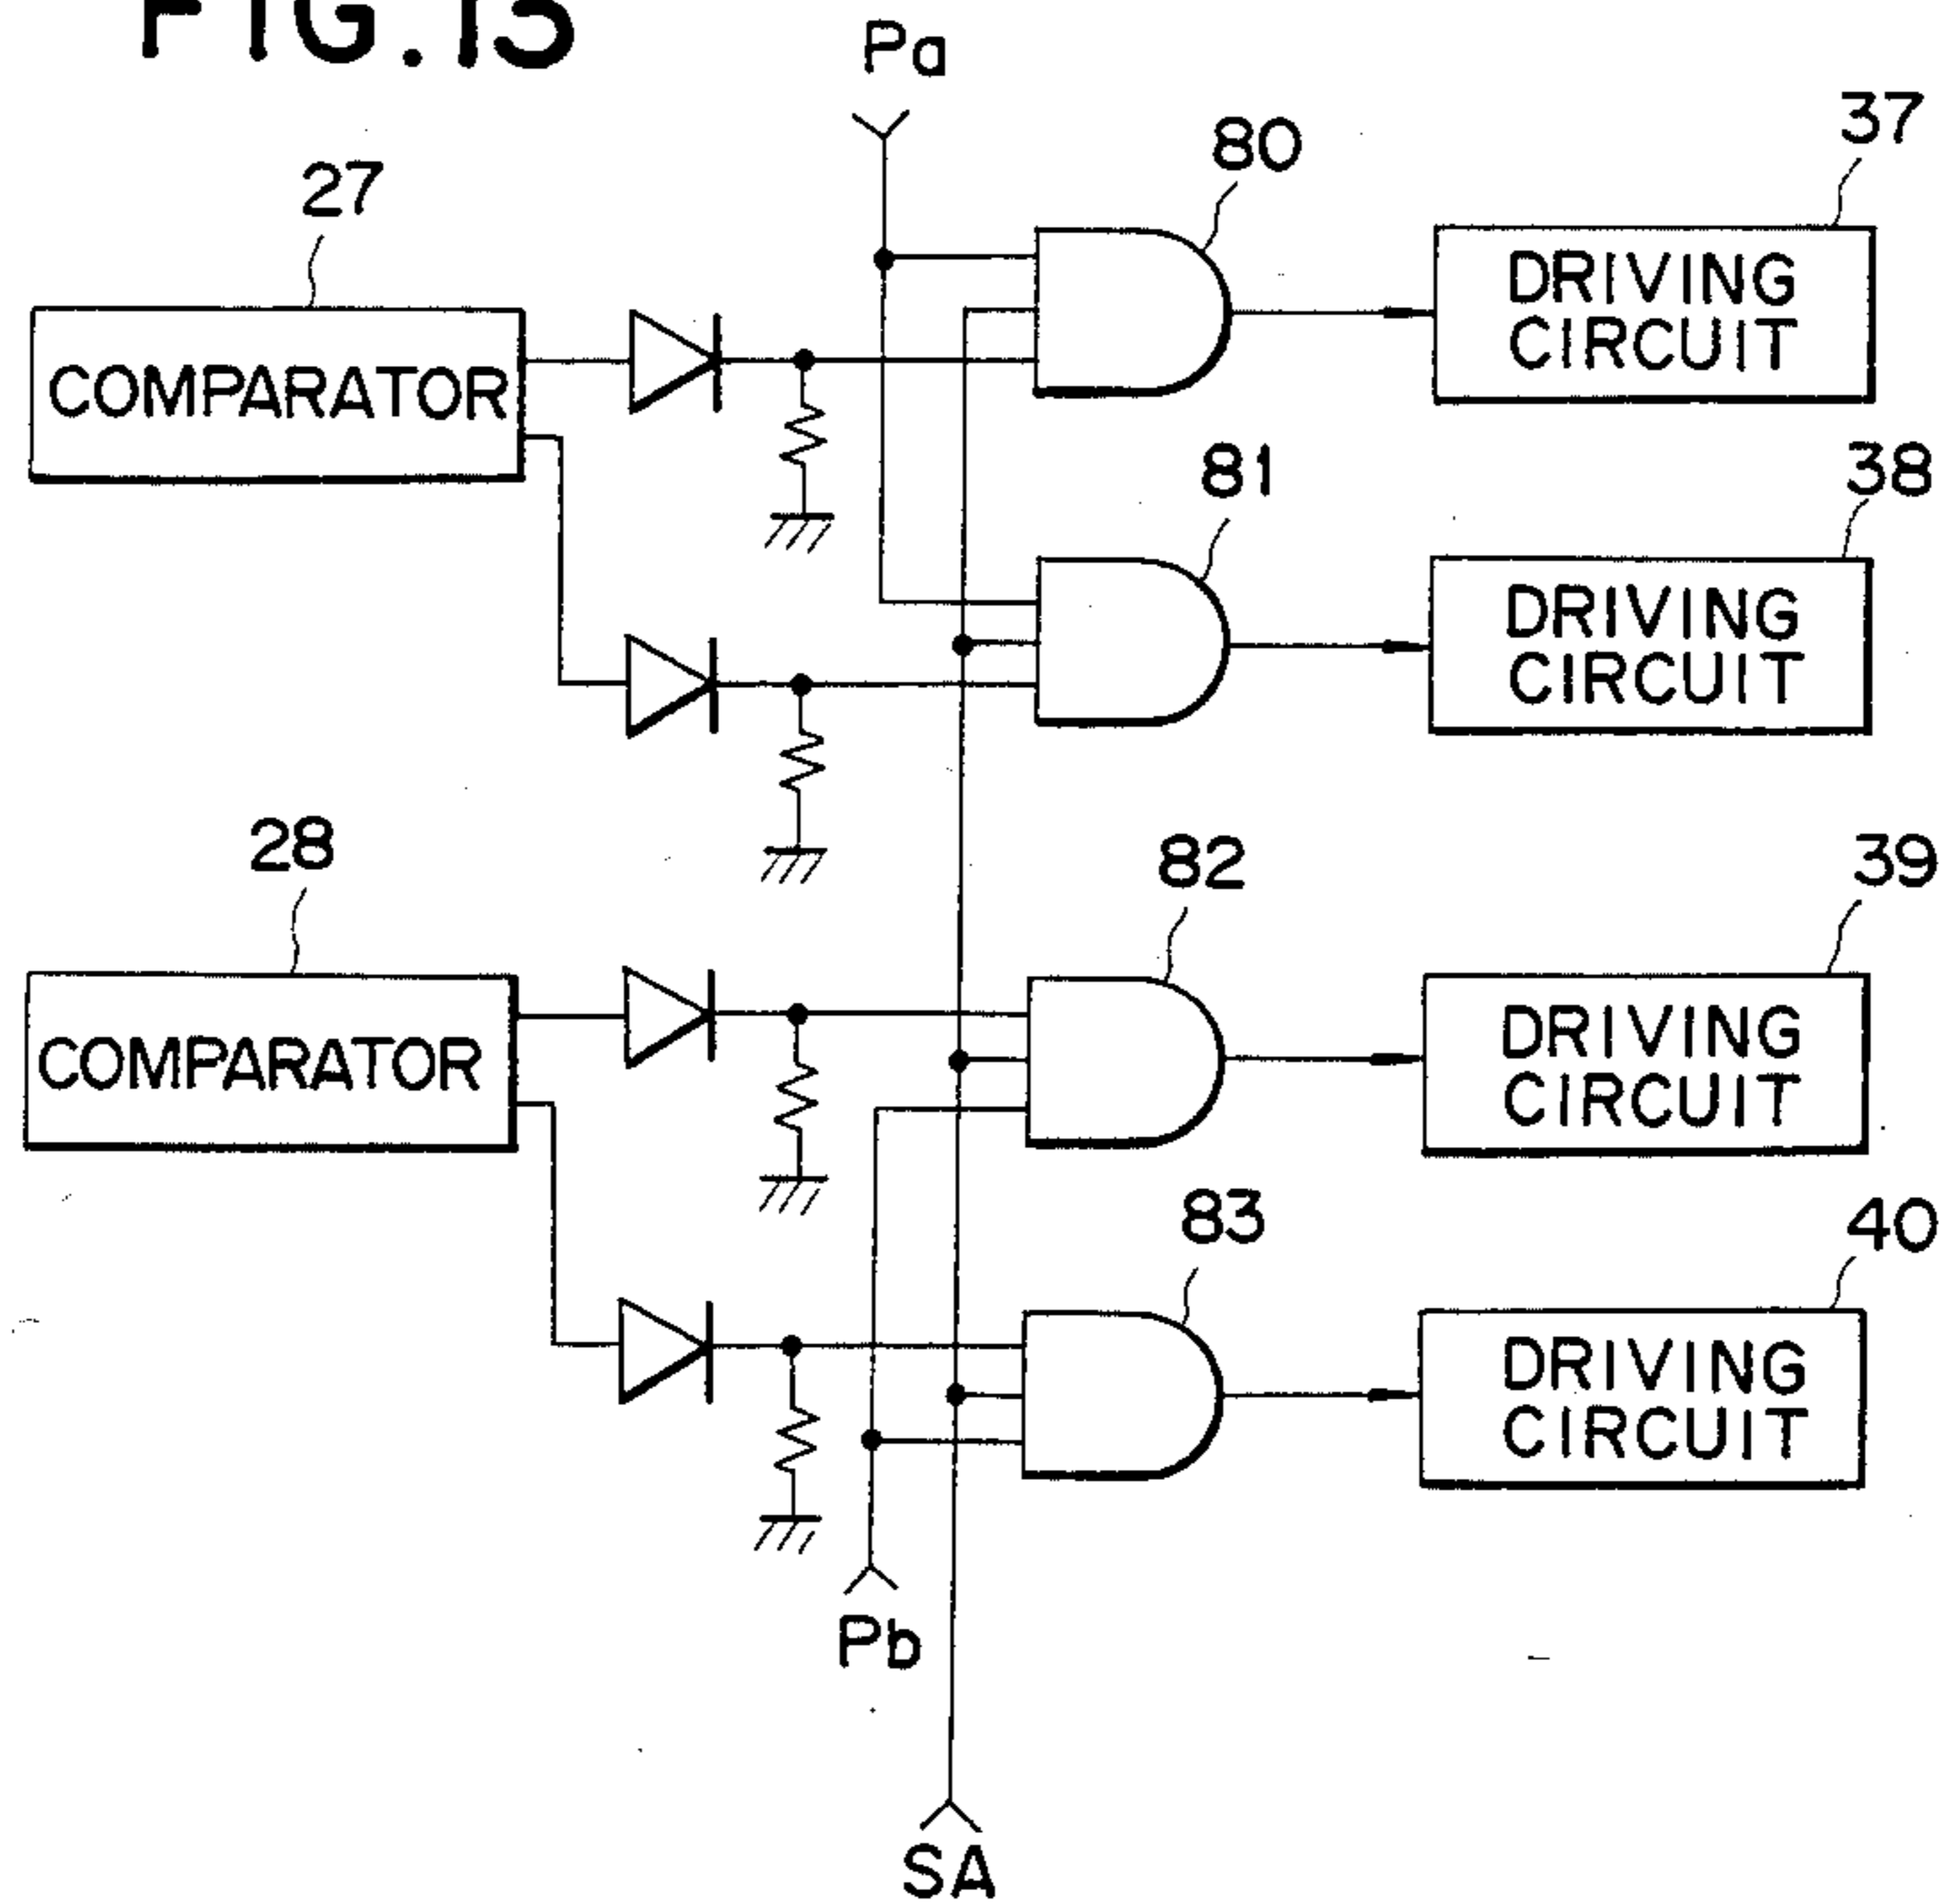 FIG.13
Pa
37
80
27
DRIVING
CIRCUIT
COMPARATOR
81
38
DRIVING
CIRCUIT
28
82
39
DRIVING
CIRCUIT
COMPARATOR
83
40
DRIVING
CIRCUIT
Pb
SA